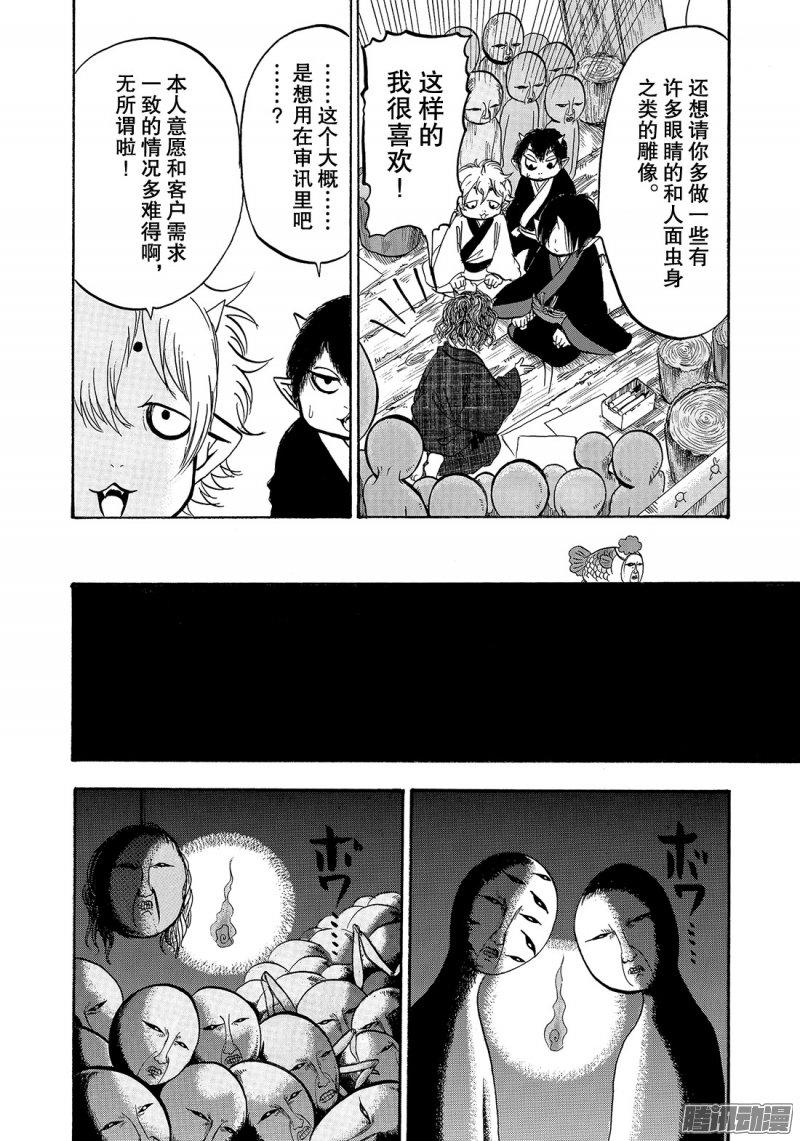 还想请你多做一些有
许多眼睛的和人面虫身
之类的雕像。
这样的
我很喜欢！
……这个大概……
是想用在审讯里吧
……？
本人意愿和客户需求
一致的情况多难得啊，
无所谓啦！
ボワ…
ボワ…
腾讯动漫